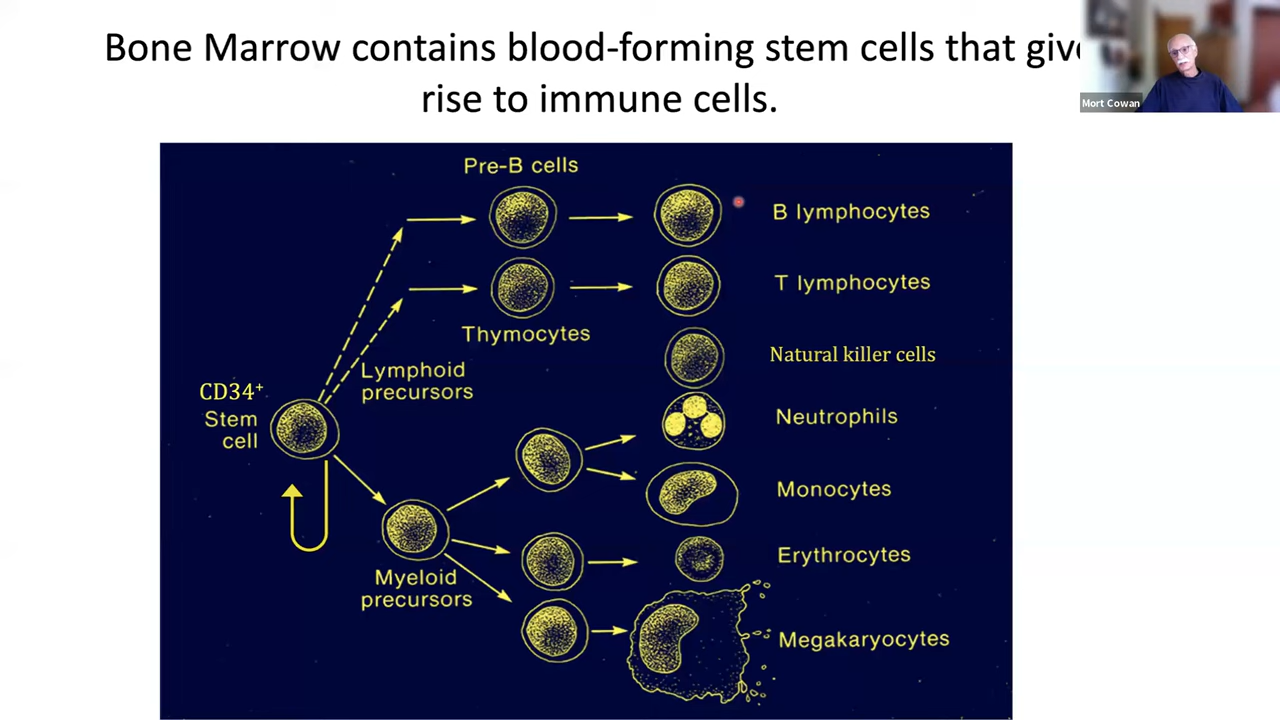 Bone Marrow contains blood-forming stem cells that give
rise to immune cells.
Mort Cowan
Pre-B cells
B lymphocytes
T lymphocytes
Thymocytes
Natural killer cells
Lymphoid
precursors
CD34⁺
Stem
cell
Neutrophils
Monocytes
Erythrocytes
Myeloid
precursors
Megakaryocytes